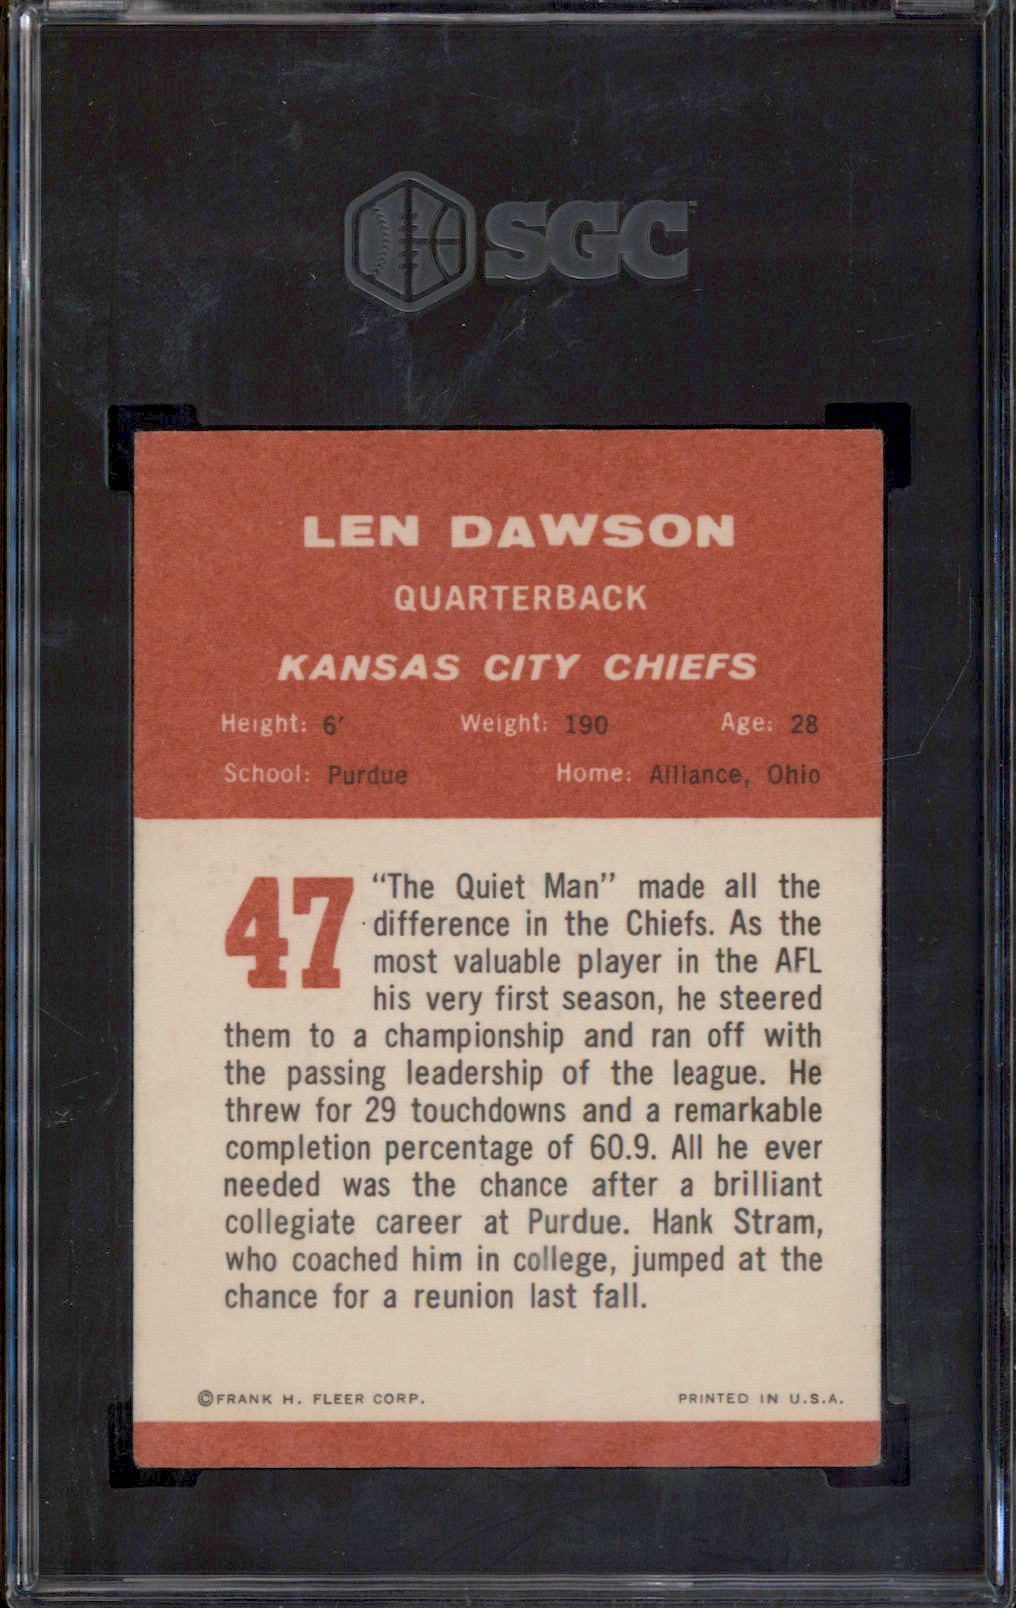 SGC
LEN DAWSON
QUARTERBACK
KANSAS CITY CHIEFS
Height: 6′ Weight: 190 Age: 28
School: Purdue Home: Alliance, Ohio
47
“The Quiet Man” made all the
difference in the Chiefs. As the
most valuable player in the AFL
his very first season, he steered
them to a championship and ran off with
the passing leadership of the league. He
threw for 29 touchdowns and a remarkable
completion percentage of 60.9. All he ever
needed was the chance after a brilliant
collegiate career at Purdue. Hank Stram,
who coached him in college, jumped at the
chance for a reunion last fall.
©FRANK H. FLEER CORP. PRINTED IN U.S.A.